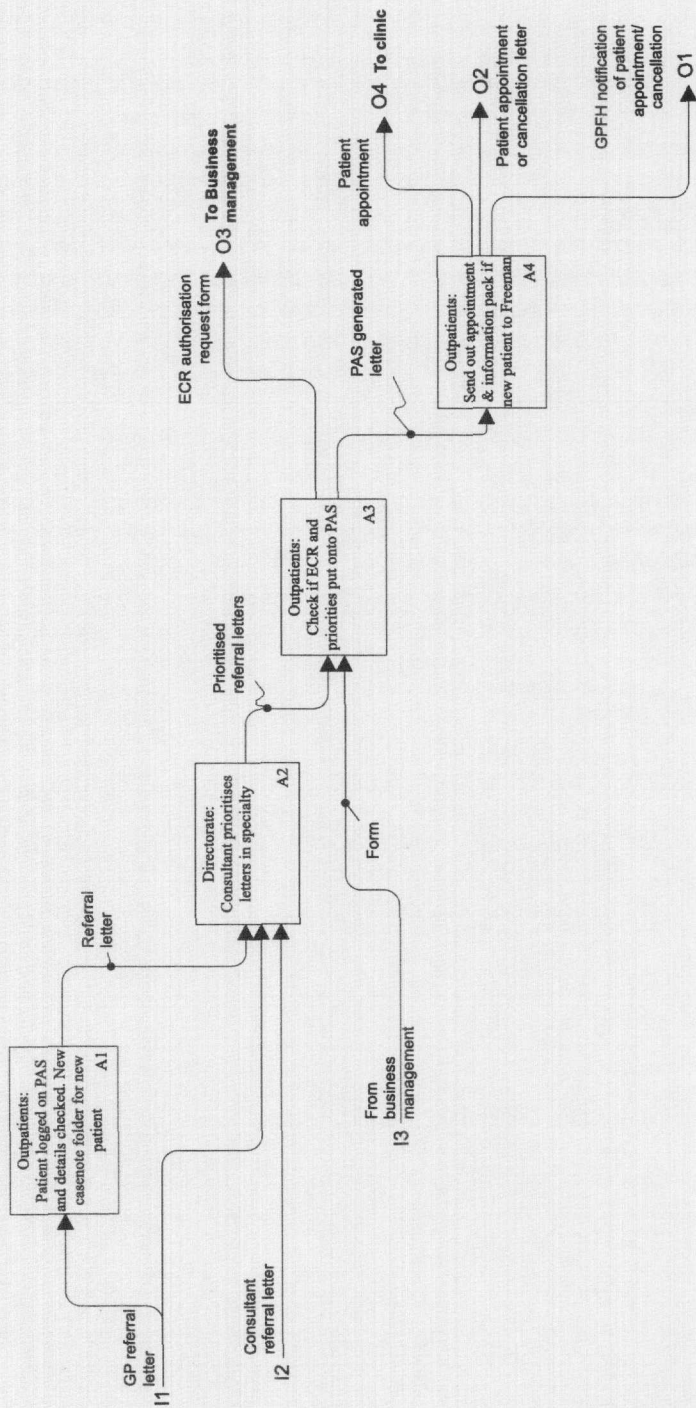 GP referral
letter
I1
Consultant
referral letter
I2
Outpatients:
Patient logged on PAS
and details checked. New
casenote folder for new
patient
A1
Referral
letter
From
business
management
I3
Directorate:
Consultant prioritises
letters in specialty
A2
Form
Prioritised
referral letters
Outpatients:
Check if ECR and
priorities put onto PAS
A3
ECR authorisation
request form
O3 To Business
management
PAS generated
letter
Outpatients:
Send out appointment
& information pack if
new patient to Freeman
A4
Patient
appointment
O4 To clinic
O2
Patient appointment
or cancellation letter
GPFH notification
of patient
appointment/
cancellation
O1